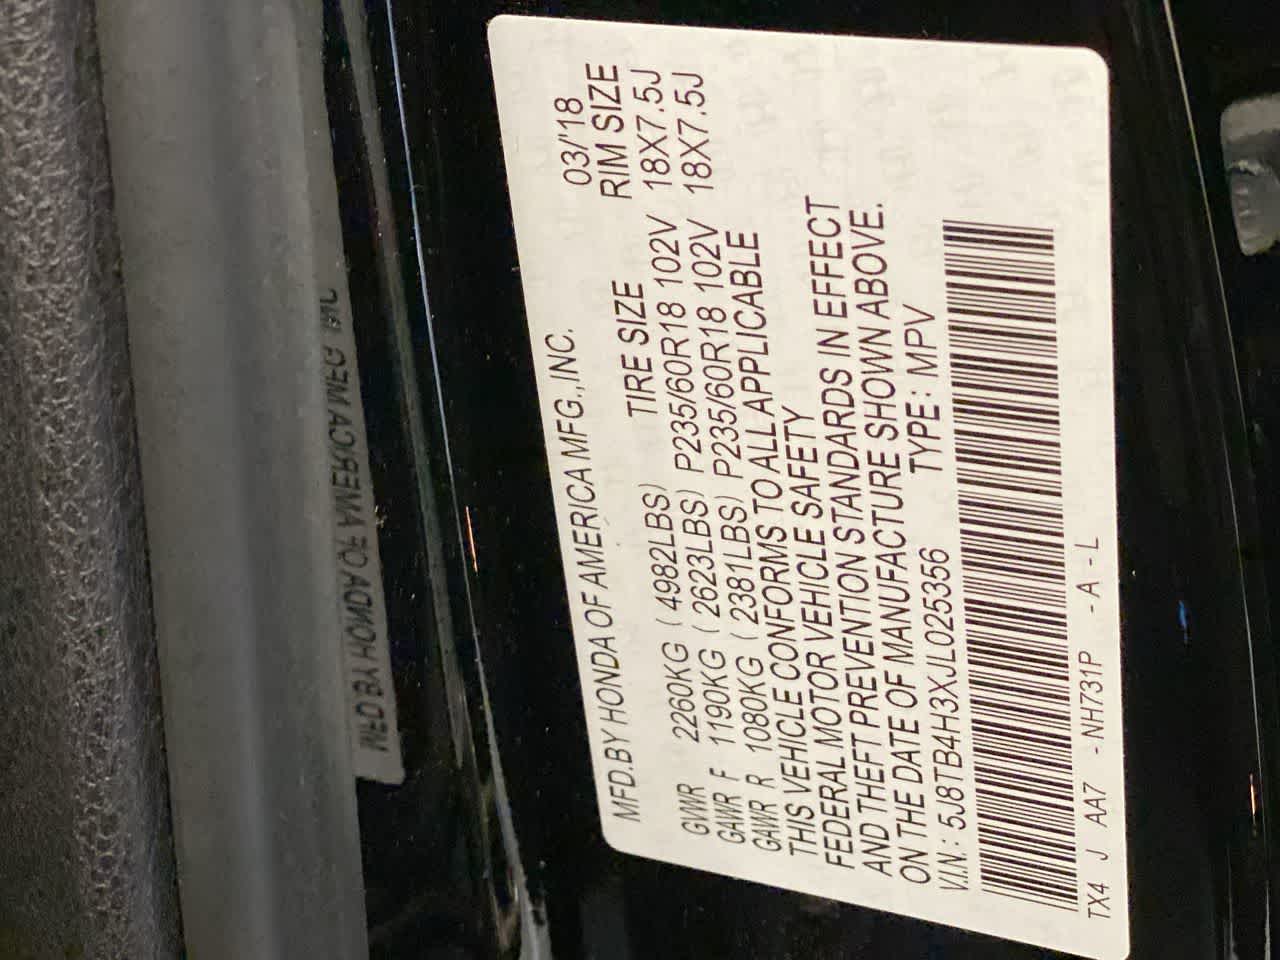 MFD.BY HONDA OF AMERICA MFG.,INC. 03/'18
TIRE SIZE RIM SIZE
GVWR 2260KG ( 4982LBS)
GAWR F 1190KG ( 2623LBS) P235/60R18 102V 18X7.5J
GAWR R 1080KG ( 2381LBS) P235/60R18 102V 18X7.5J
THIS VEHICLE CONFORMS TO ALL APPLICABLE
FEDERAL MOTOR VEHICLE SAFETY
AND THEFT PREVENTION STANDARDS IN EFFECT
ON THE DATE OF MANUFACTURE SHOWN ABOVE.
V.I.N.: 5J8TB4H3XJL025356 TYPE: MPV
TX4 J AA7 -NH731P -A-L
MFD.BY HONDA OF AMERICA MFG.,INC